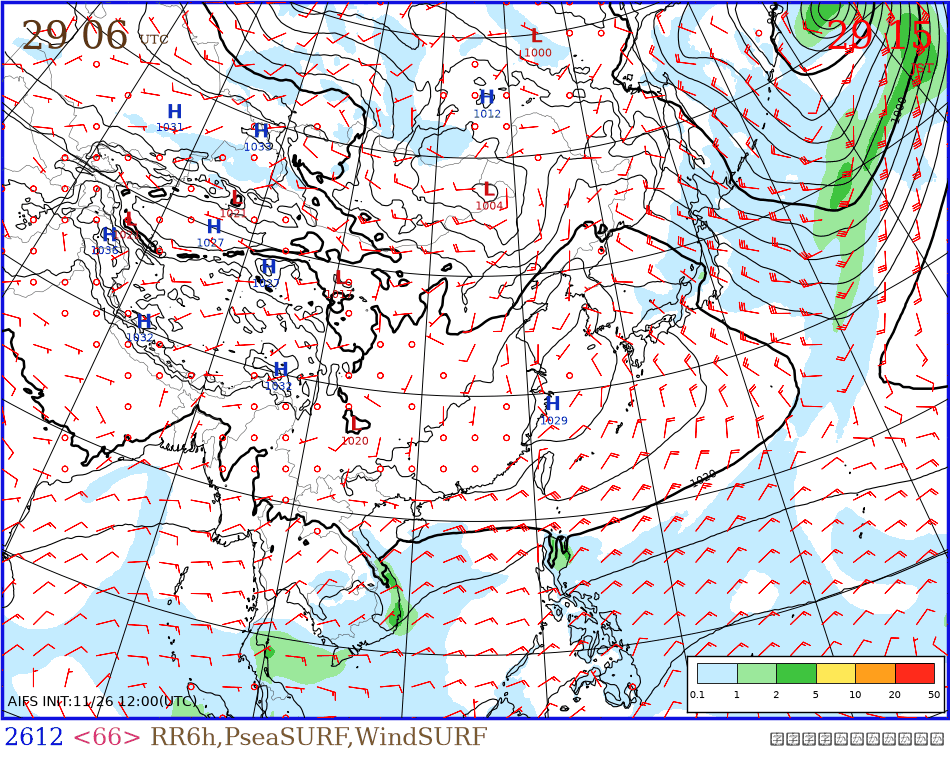 29 06 UTC
29 15
JST
L
1000
H
1012
H
1031
H
1033
L
1004
L
1021
H
1027
H
1036
L
H
1027
L
H
1032
H
1032
H
1029
L
1020
1020
AIFS INIT:11/26 12:00(UTC)
0.1 1 2 5 10 20 50
2612 <66> RR6h,PseaSURF,WindSURF